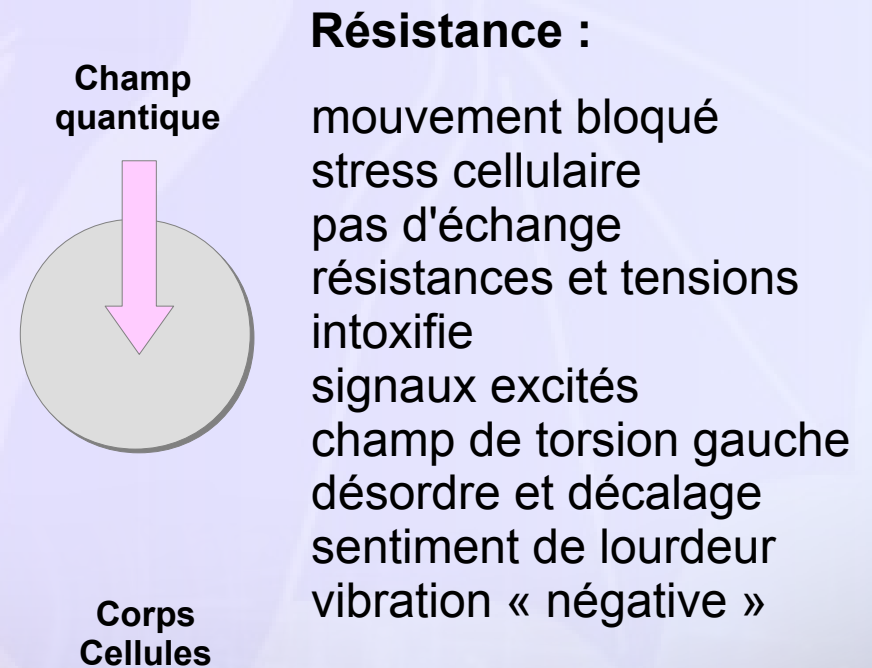 Résistance :
Champ
quantique
mouvement bloqué
stress cellulaire
pas d'échange
résistances et tensions
intoxifie
signaux excités
champ de torsion gauche
désordre et décalage
sentiment de lourdeur
vibration « négative »
Corps
Cellules